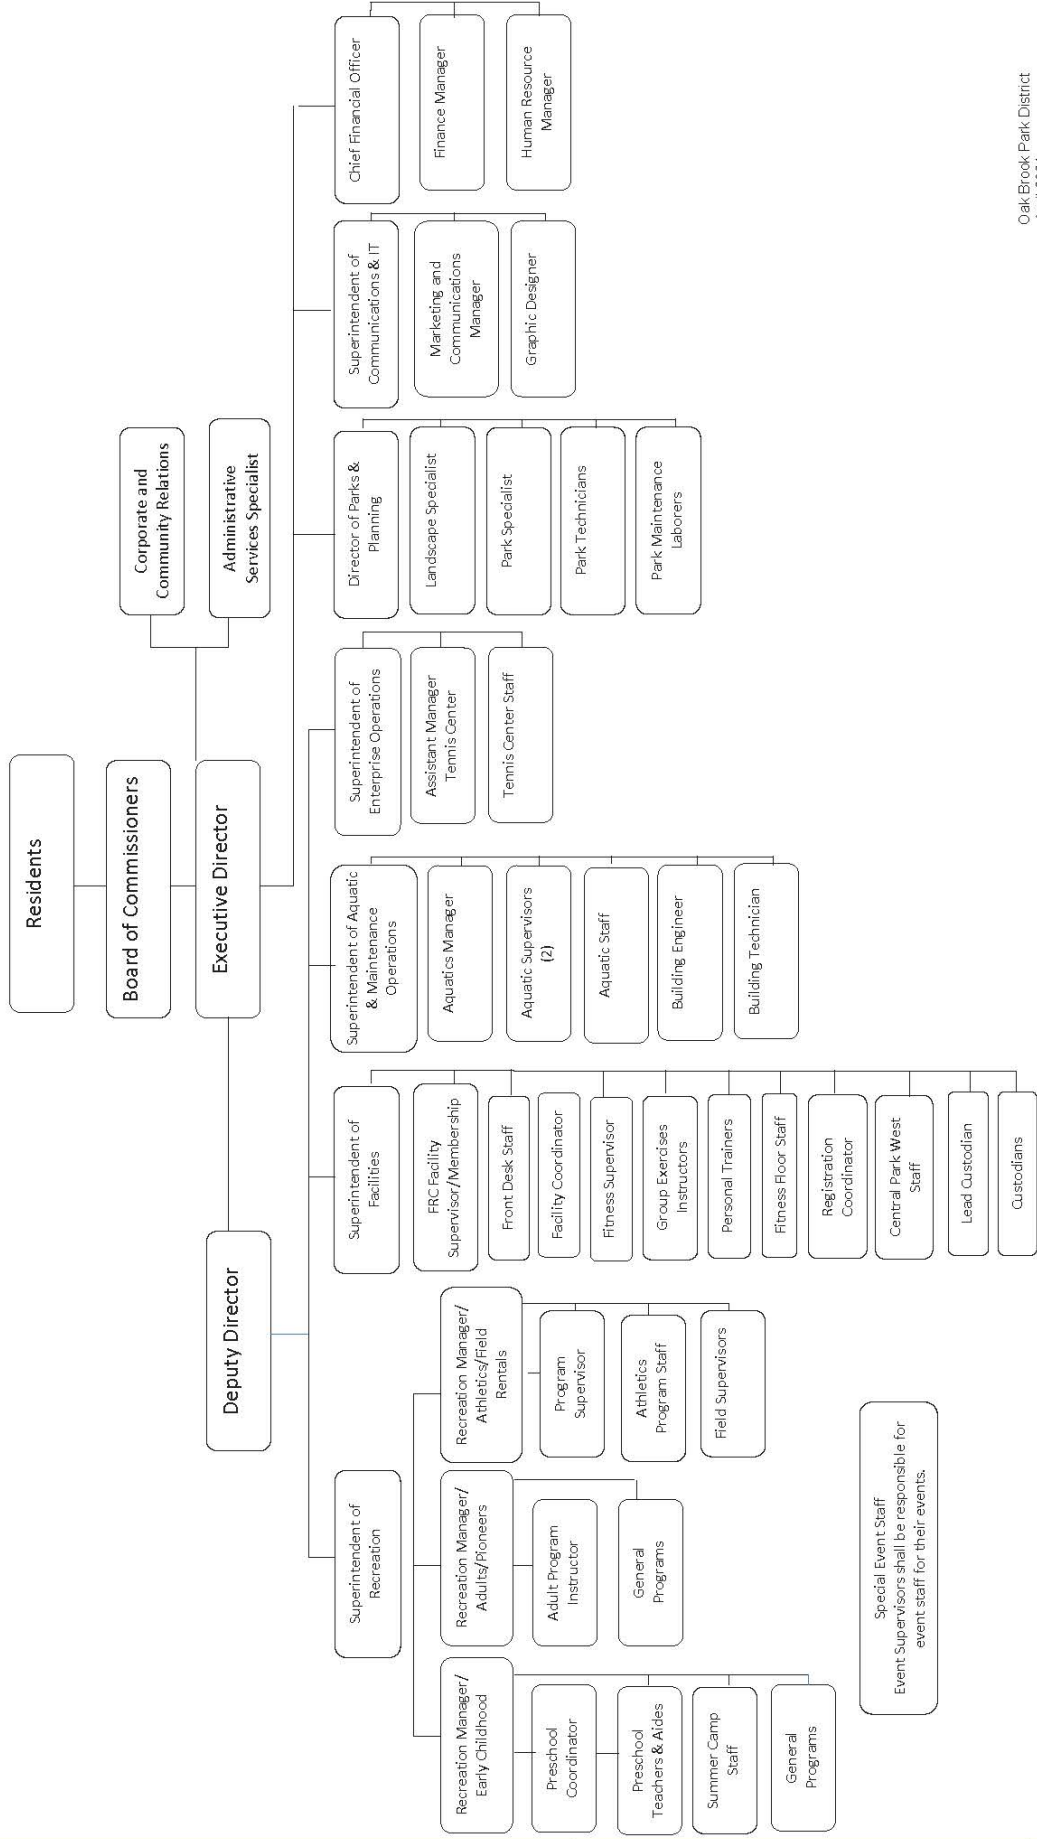 Residents
Board of Commissioners
Executive Director
Corporate and
Community Relations
Administrative
Services Specialist
Deputy Director
Superintendent of
Recreation
Recreation Manager/
Early Childhood
Preschool
Coordinator
Preschool
Teachers & Aides
Summer Camp
Staff
General
Programs
Recreation Manager/
Adults/Pioneers
Adult Program
Instructor
General
Programs
Recreation Manager/
Athletics/Field
Rentals
Program
Supervisor
Athletics
Program Staff
Field Supervisors
Superintendent of
Facilities
FRC Facility
Supervisor/Membership
Front Desk Staff
Facility Coordinator
Fitness Supervisor
Group Exercises
Instructors
Personal Trainers
Fitness Floor Staff
Registration
Coordinator
Central Park West
Staff
Lead Custodian
Custodians
Superintendent of Aquatic
& Maintenance
Operations
Aquatics Manager
Aquatic Supervisors
(2)
Aquatic Staff
Building Engineer
Building Technician
Superintendent of
Enterprise Operations
Assistant Manager
Tennis Center
Tennis Center Staff
Director of Parks &
Planning
Landscape Specialist
Park Specialist
Park Technicians
Park Maintenance
Laborers
Superintendent of
Communications & IT
Marketing and
Communications
Manager
Graphic Designer
Chief Financial Officer
Finance Manager
Human Resource
Manager
Special Event Staff
Event Supervisors shall be responsible for
event staff for their events.
Oak Brook Park District